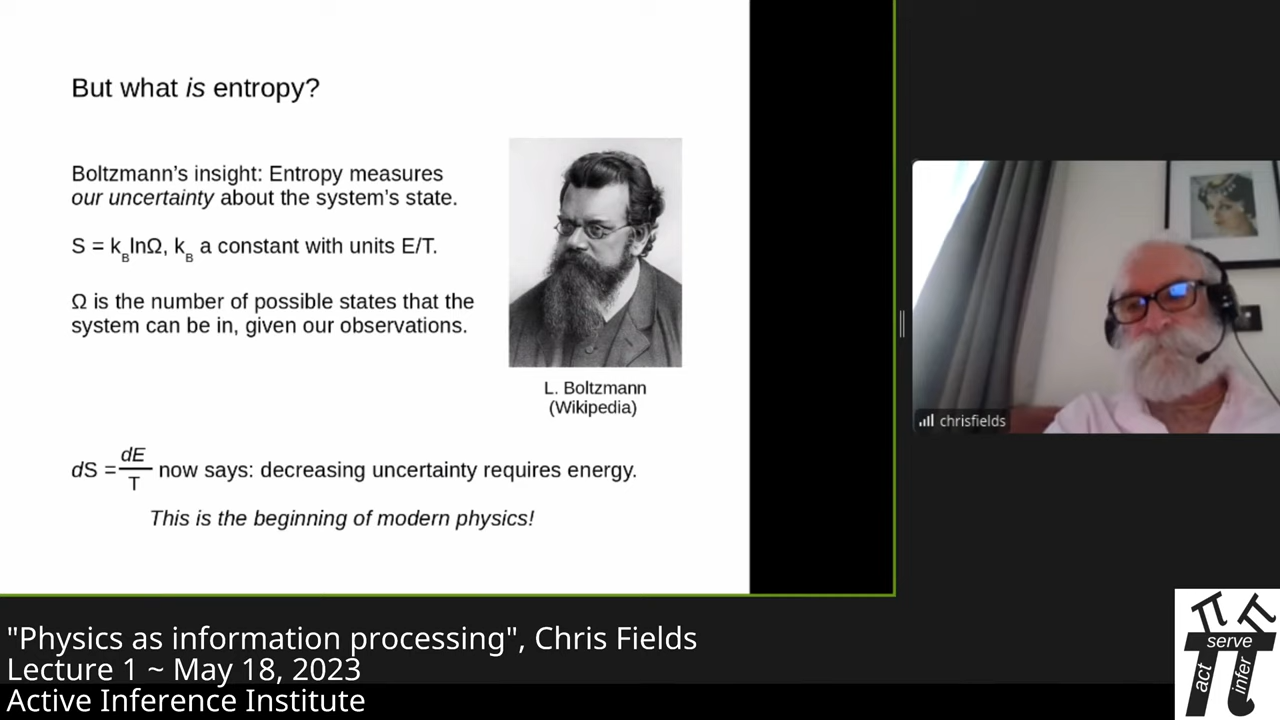 But what is entropy?
Boltzmann's insight: Entropy measures
our uncertainty about the system's state.
S = k_B lnΩ, k_B a constant with units E/T.
Ω is the number of possible states that the
system can be in, given our observations.
L. Boltzmann
(Wikipedia)
dS = dE/T now says: decreasing uncertainty requires energy.
This is the beginning of modern physics!
chrisfields
"Physics as information processing", Chris Fields
Lecture 1 ~ May 18, 2023
Active Inference Institute
serve
act
infer